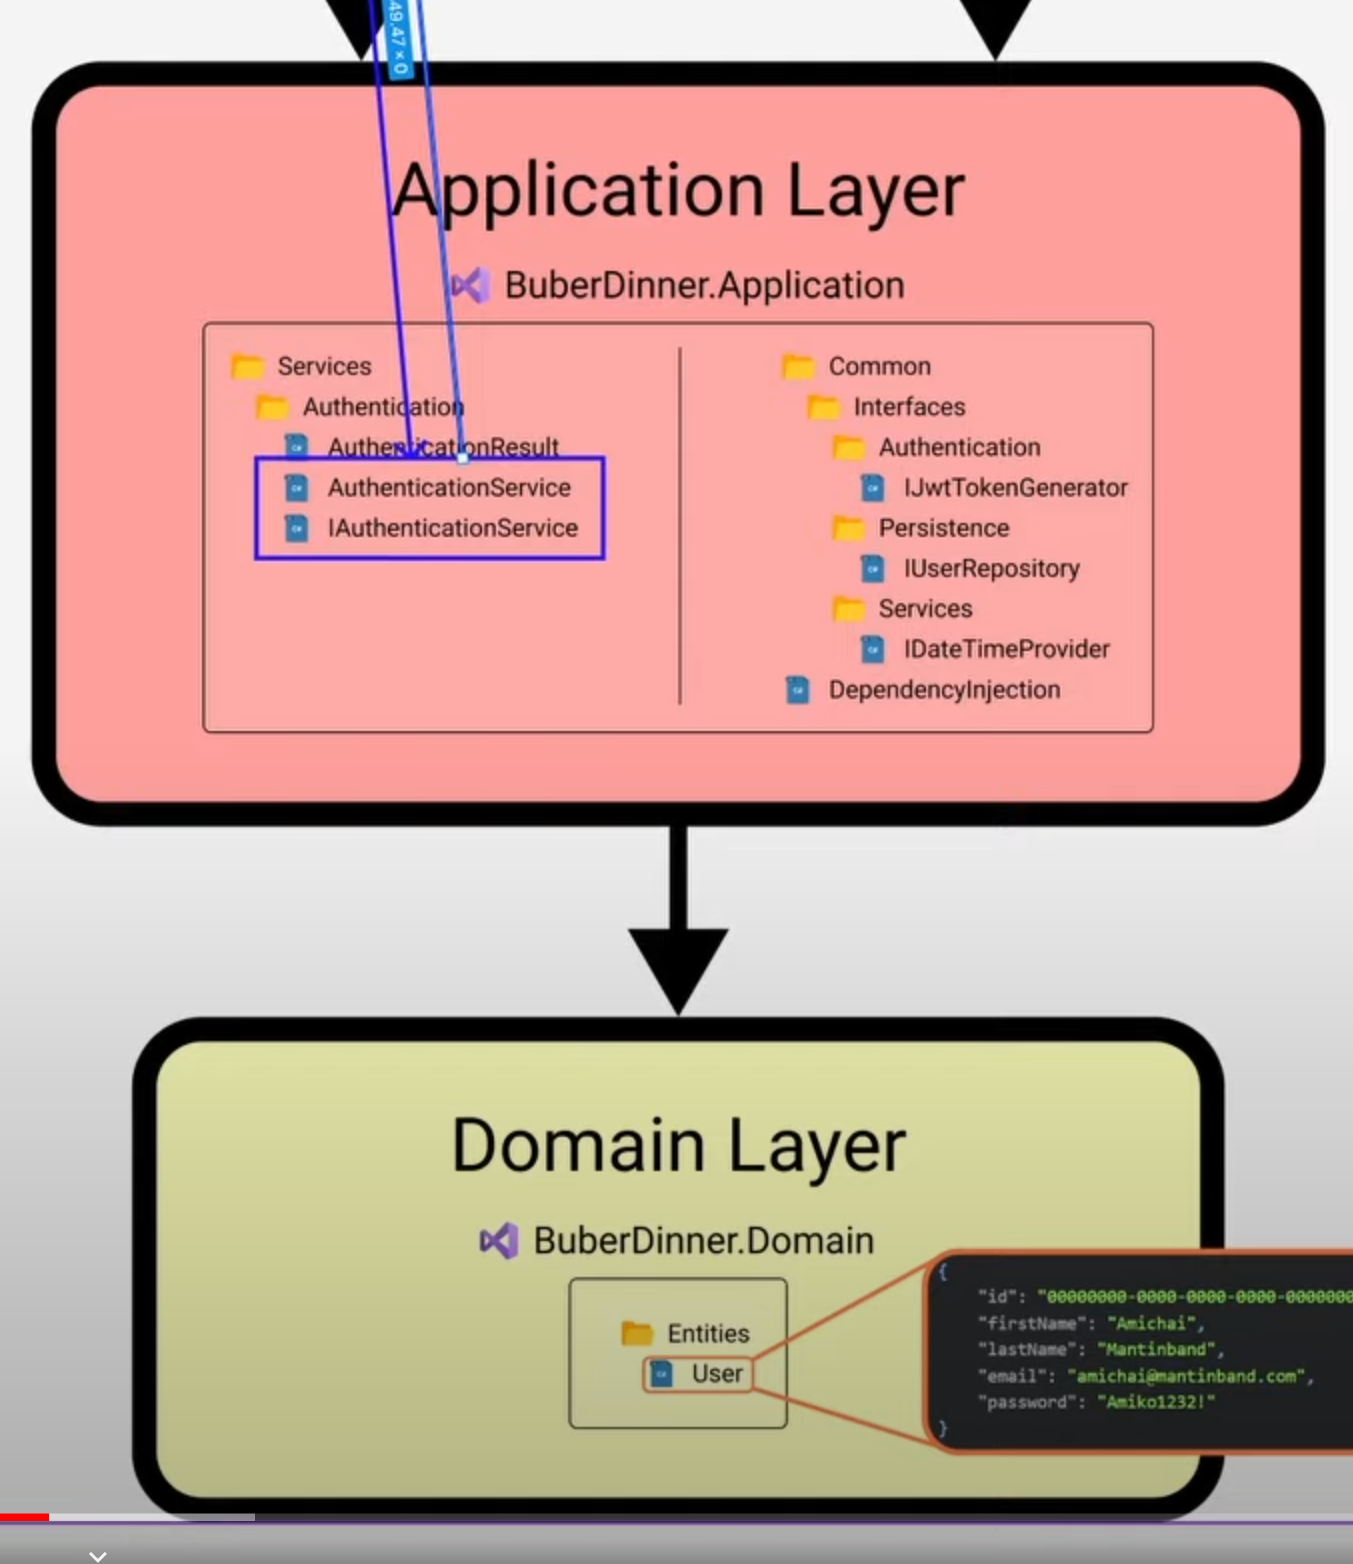 49.47 × 0
Application Layer
BuberDinner.Application
Services
Authentication
AuthenticationResult
AuthenticationService
IAuthenticationService
Common
Interfaces
Authentication
IJwtTokenGenerator
Persistence
IUserRepository
Services
IDateTimeProvider
DependencyInjection
Domain Layer
BuberDinner.Domain
Entities
User
{
"id": "00000000-0000-0000-0000-0000000
"firstName": "Amichai",
"lastName": "Mantinband",
"email": "amichai@mantinband.com",
"password": "Amiko1232!"
}